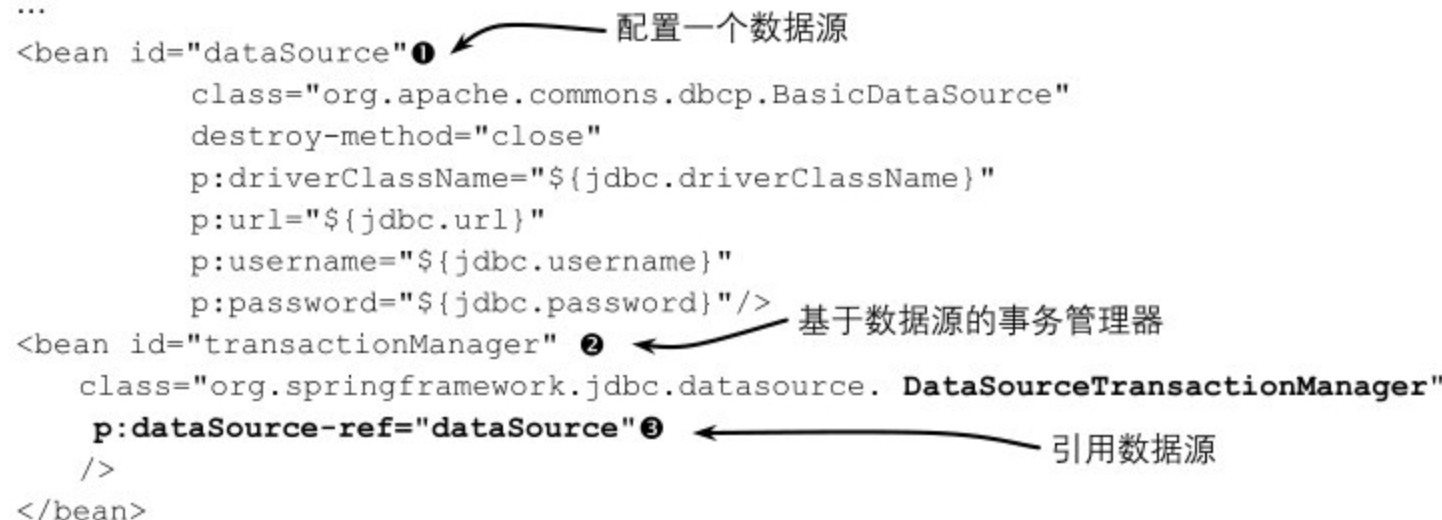 ...
配置一个数据源
<bean id="dataSource"❶
class="org.apache.commons.dbcp.BasicDataSource"
destroy-method="close"
p:driverClassName="${jdbc.driverClassName}"
p:url="${jdbc.url}"
p:username="${jdbc.username}"
p:password="${jdbc.password}"/>
基于数据源的事务管理器
<bean id="transactionManager" ❷
class="org.springframework.jdbc.datasource. DataSourceTransactionManager"
p:dataSource-ref="dataSource"❸
引用数据源
/>
</bean>